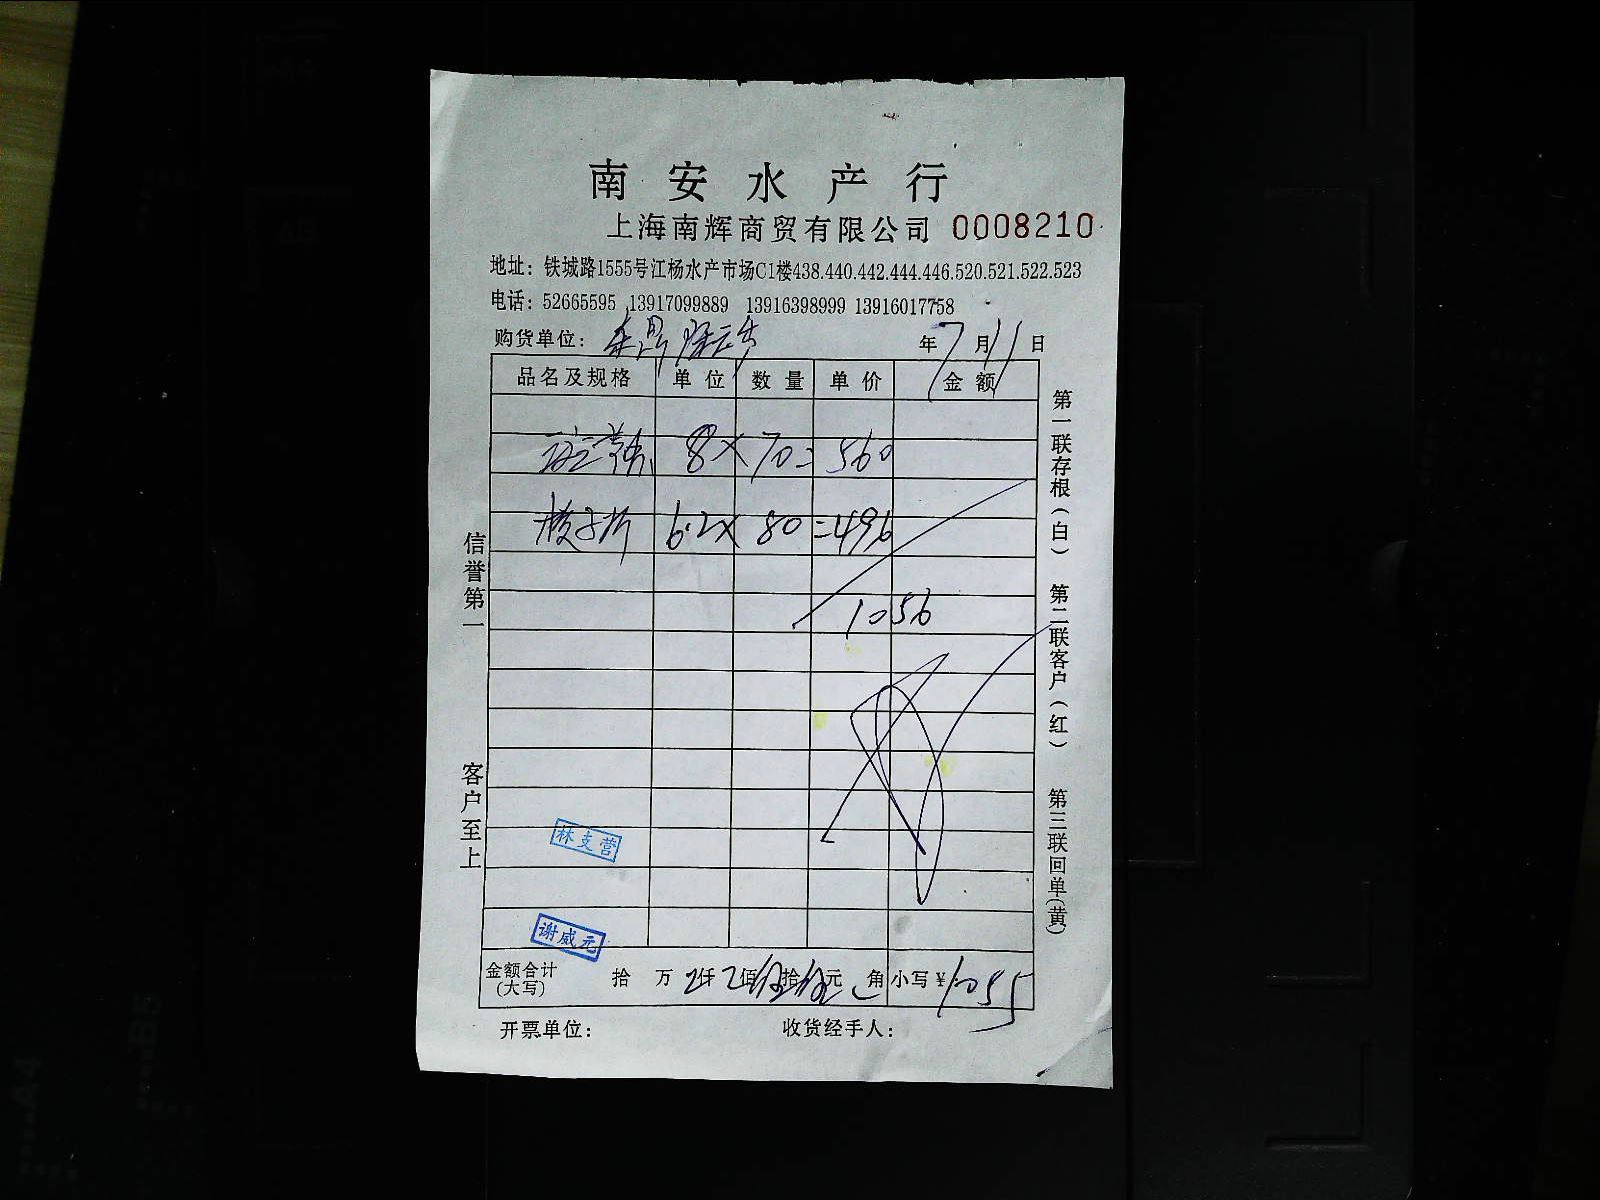 南安水产行
上海南辉商贸有限公司 0008210
地址：铁城路1555号江杨水产市场C1楼438.440.442.444.446.520.521.522.523
电话：52665595 13917099889 13916398999 13916017758
购货单位： 年7月11日
品名及规格 单位 数量 单价 金额
8× 70= 560
6.2× 80 =496
1056
林支营
谢威元
金额合计(大写) 拾 万 仟 佰伍拾伍元 角 小写￥1055
开票单位： 收货经手人：
信誉第一
客户至上
第一联存根(白)
第二联客户(红)
第三联回单(黄)